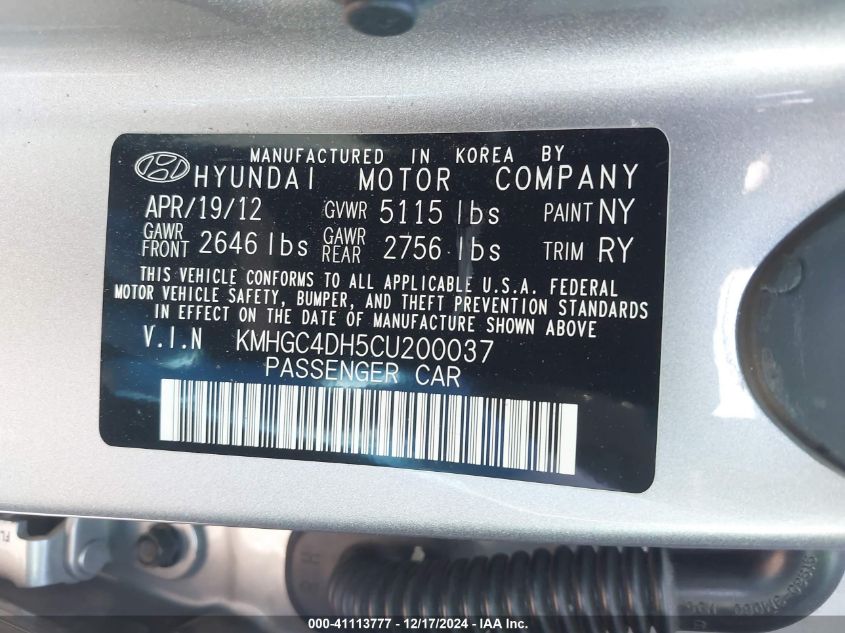 MANUFACTURED IN KOREA BY
HYUNDAI MOTOR COMPANY
APR/19/12 GVWR 5115 lbs PAINT NY
GAWR FRONT 2646 lbs GAWR REAR 2756 lbs TRIM RY
THIS VEHICLE CONFORMS TO ALL APPLICABLE U.S.A. FEDERAL
MOTOR VEHICLE SAFETY, BUMPER, AND THEFT PREVENTION STANDARDS
IN EFFECT ON THE DATE OF MANUFACTURE SHOWN ABOVE
V.I.N KMHGC4DH5CU200037
PASSENGER CAR
000-41113777 - 12/17/2024 - IAA Inc.